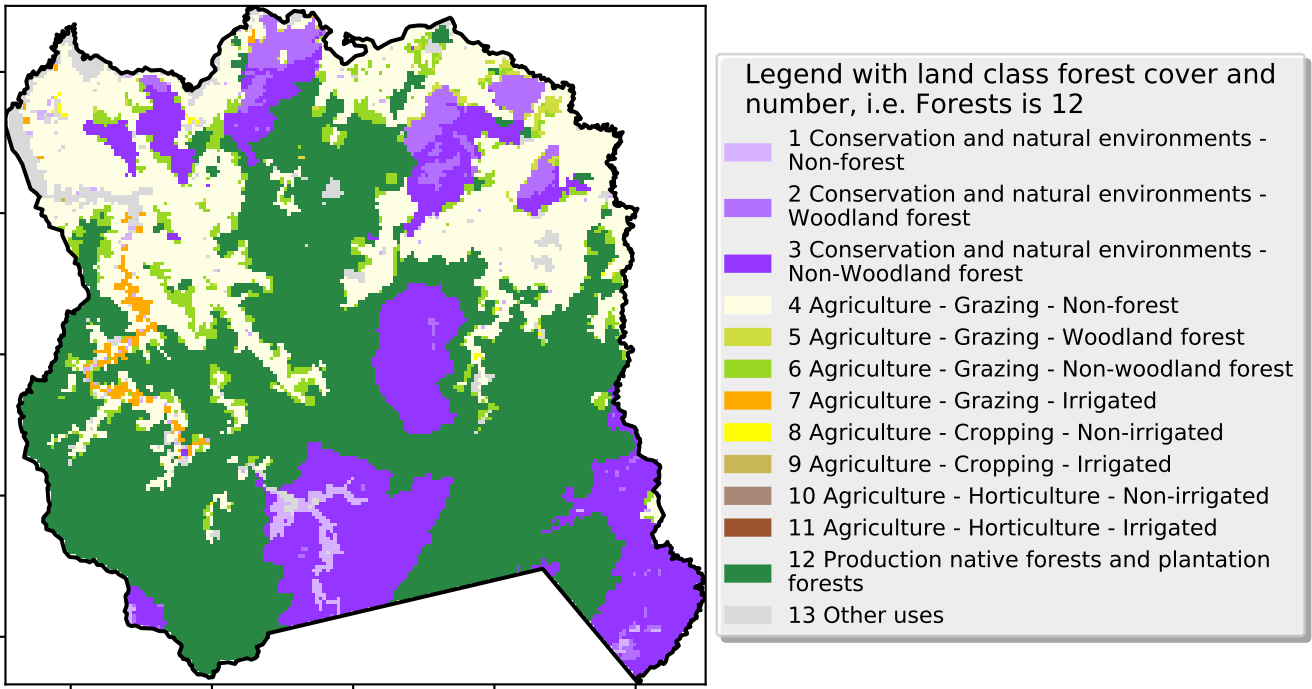 Legend with land class forest cover and
number, i.e. Forests is 12
1 Conservation and natural environments -
Non-forest
2 Conservation and natural environments -
Woodland forest
3 Conservation and natural environments -
Non-Woodland forest
4 Agriculture - Grazing - Non-forest
5 Agriculture - Grazing - Woodland forest
6 Agriculture - Grazing - Non-woodland forest
7 Agriculture - Grazing - Irrigated
8 Agriculture - Cropping - Non-irrigated
9 Agriculture - Cropping - Irrigated
10 Agriculture - Horticulture - Non-irrigated
11 Agriculture - Horticulture - Irrigated
12 Production native forests and plantation
forests
13 Other uses